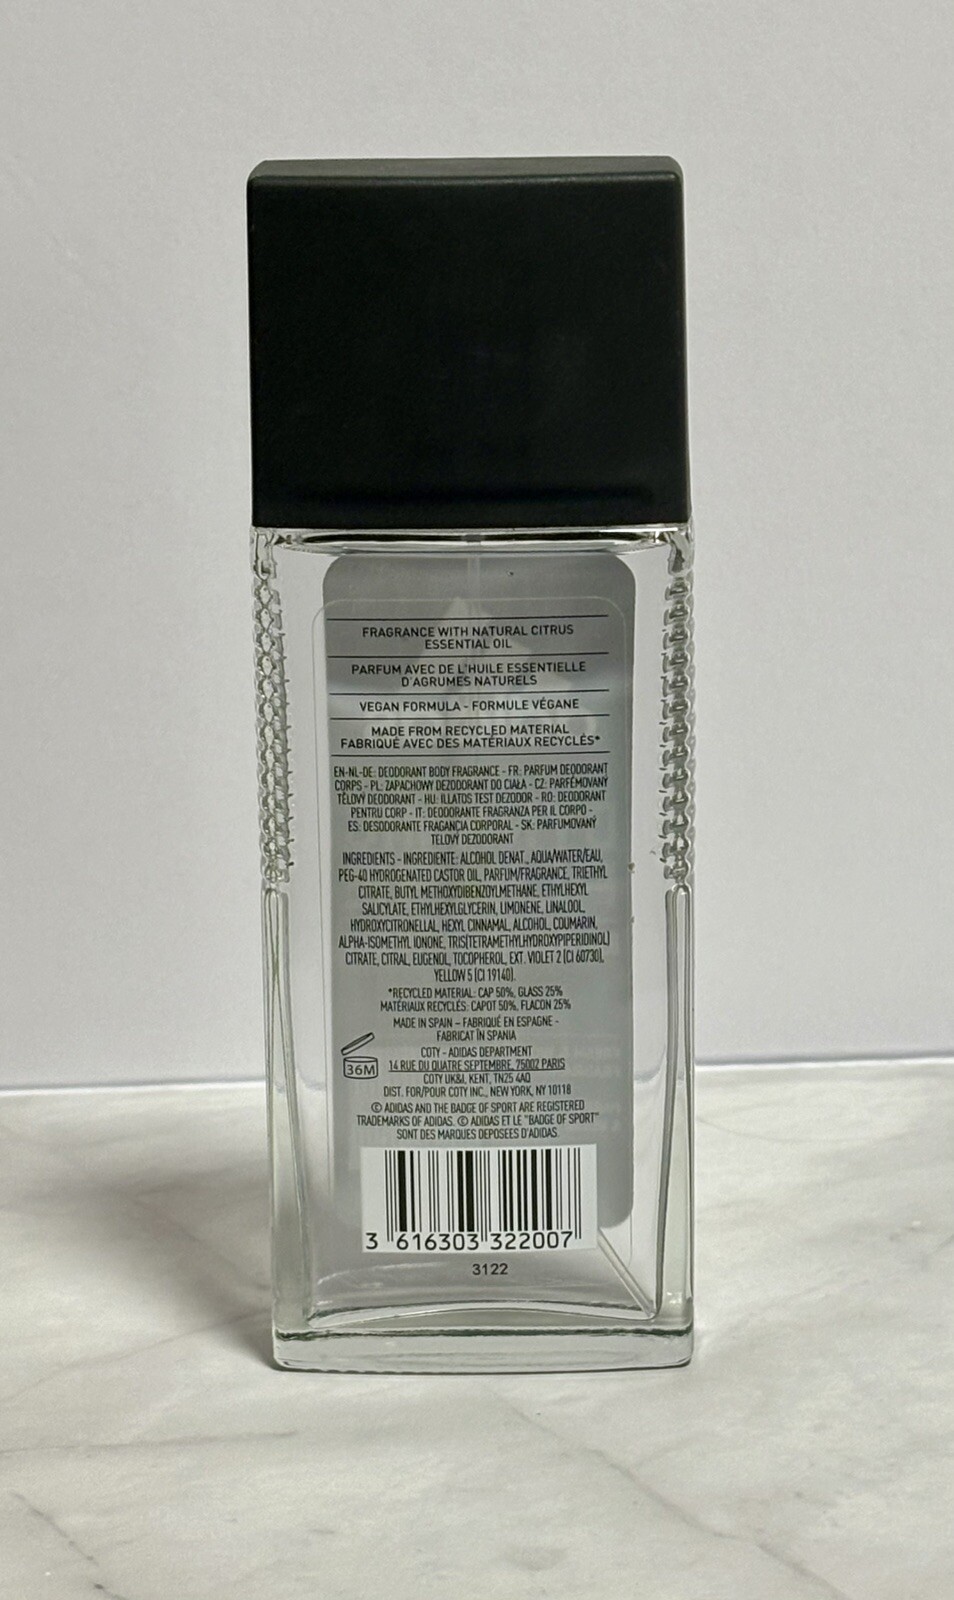 FRAGRANCE WITH NATURAL CITRUS
ESSENTIAL OIL
PARFUM AVEC DE L'HUILE ESSENTIELLE
D'AGRUMES NATURELS
VEGAN FORMULA - FORMULE VÉGANE
MADE FROM RECYCLED MATERIAL
FABRIQUÉ AVEC DES MATÉRIAUX RECYCLÉS*
EN-NL-DE: DEODORANT BODY FRAGRANCE - FR: PARFUM DEODORANT
CORPS - PL: ZAPACHOWY DEZODORANT DO CIAŁA - CZ: PARFÉMOVANÝ
TĚLOVÝ DEODORANT - HU: ILLATOS TEST DEZODOR - RO: DEODORANT
PENTRU CORP - IT: DEODORANTE FRAGRANZA PER IL CORPO -
ES: DESODORANTE FRAGANCIA CORPORAL - SK: PARFUMOVANÝ
TELOVÝ DEZODORANT
INGREDIENTS - INGREDIENTE: ALCOHOL DENAT., AQUA/WATER/EAU,
PEG-40 HYDROGENATED CASTOR OIL, PARFUM/FRAGRANCE, TRIETHYL
CITRATE, BUTYL METHOXYDIBENZOYLMETHANE, ETHYLHEXYL
SALICYLATE, ETHYLHEXYLGLYCERIN, LIMONENE, LINALOOL,
HYDROXYCITRONELLAL, HEXYL CINNAMAL, ALCOHOL, COUMARIN,
ALPHA-ISOMETHYL IONONE, TRIS(TETRAMETHYLHYDROXYPIPERIDINOL)
CITRATE, CITRAL, EUGENOL, TOCOPHEROL, EXT. VIOLET 2 (CI 60730),
YELLOW 5 (CI 19140).
*RECYCLED MATERIAL: CAP 50%, GLASS 25%
MATÉRIAUX RECYCLÉS: CAPOT 50%, FLACON 25%
MADE IN SPAIN – FABRIQUÉ EN ESPAGNE -
FABRICAT ÎN SPANIA
COTY - ADIDAS DEPARTMENT
14 RUE DU QUATRE SEPTEMBRE, 75002 PARIS
COTY UK&I, KENT, TN25 4AQ
36M
DIST. FOR/POUR COTY INC., NEW YORK, NY 10118
© ADIDAS AND THE BADGE OF SPORT ARE REGISTERED
TRADEMARKS OF ADIDAS. © ADIDAS ET LE "BADGE OF SPORT"
SONT DES MARQUES DEPOSEES D'ADIDAS.
3 616303 322007
3122